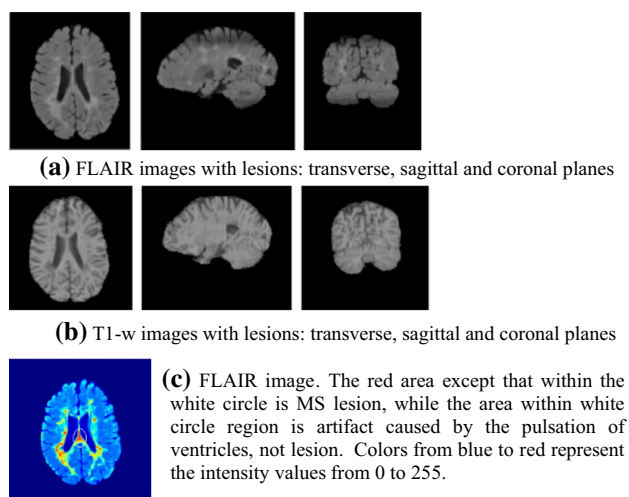 (a) FLAIR images with lesions: transverse, sagittal and coronal planes
(b) T1-w images with lesions: transverse, sagittal and coronal planes
(c) FLAIR image. The red area except that within the
white circle is MS lesion, while the area within white
circle region is artifact caused by the pulsation of
ventricles, not lesion. Colors from blue to red represent
the intensity values from 0 to 255.